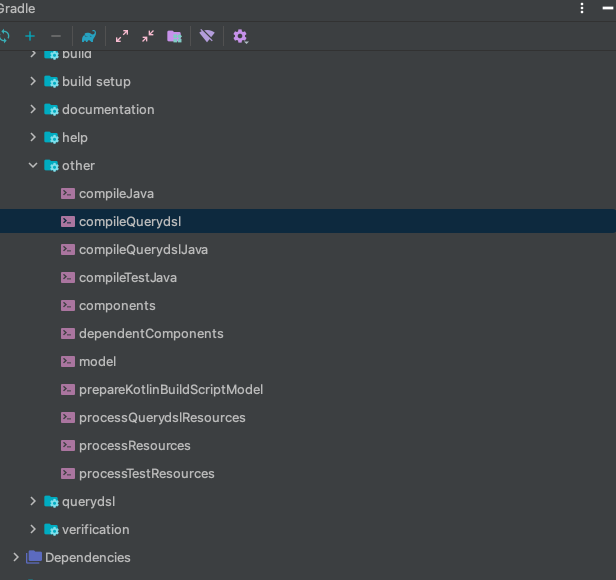 Gradle
build
build setup
documentation
help
other
compileJava
compileQuerydsl
compileQuerydslJava
compileTestJava
components
dependentComponents
model
prepareKotlinBuildScriptModel
processQuerydslResources
processResources
processTestResources
querydsl
verification
Dependencies